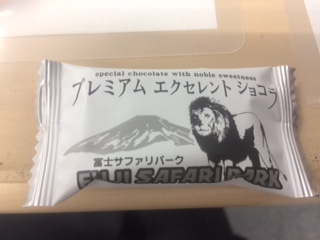 special chocolate with noble sweetness
プレミアム エクセレント ショコラ
富士サファリパーク
FUJI SAFARI PARK